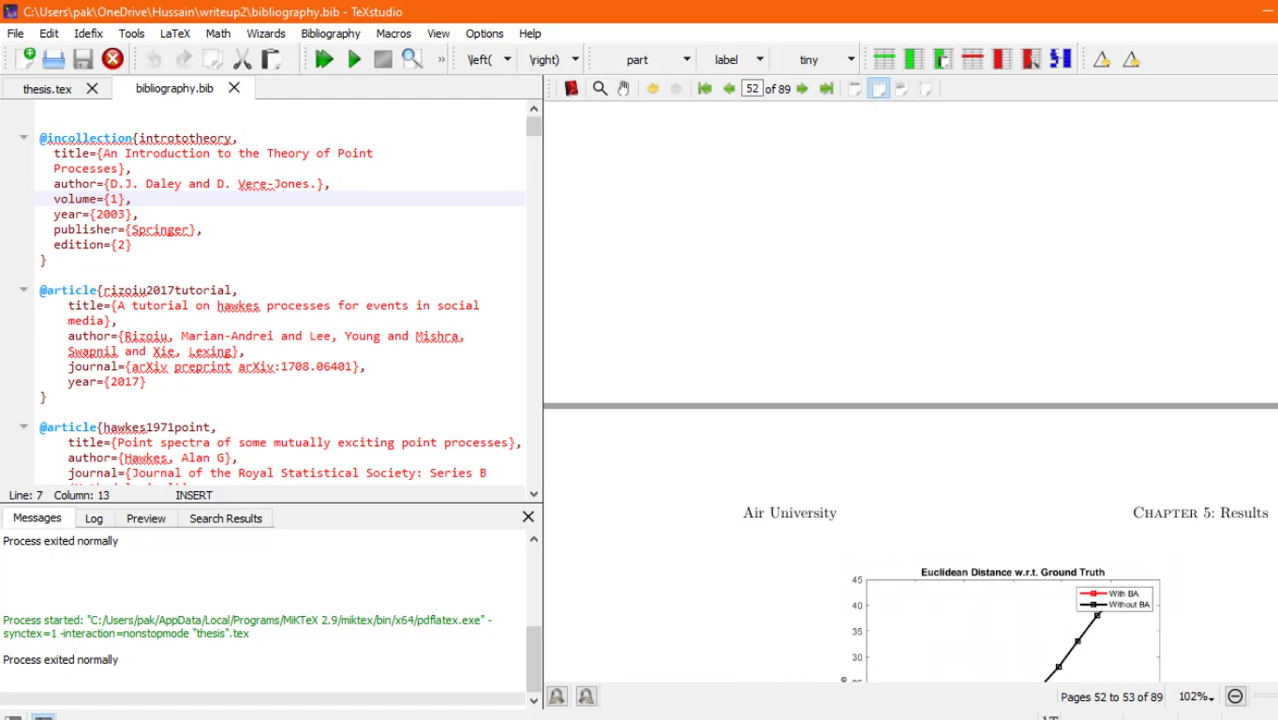 C:\Users\pak\OneDrive\Hussain\writeup2\bibliography.bib - TeXstudio
File Edit Idefix Tools LaTeX Math Wizards Bibliography Macros View Options Help
» \left( \right) part label tiny
thesis.tex bibliography.bib
52 of 89
@incollection{intrototheory,
title={An Introduction to the Theory of Point
Processes},
author={D.J. Daley and D. Vere-Jones.},
volume={1},
year={2003},
publisher={Springer},
edition={2}
}
@article{rizoiu2017tutorial,
title={A tutorial on hawkes processes for events in social
media},
author={Rizoiu, Marian-Andrei and Lee, Young and Mishra,
Swapnil and Xie, Lexing},
journal={arXiv preprint arXiv:1708.06401},
year={2017}
}
@article{hawkes1971point,
title={Point spectra of some mutually exciting point processes},
author={Hawkes, Alan G},
journal={Journal of the Royal Statistical Society: Series B
Line: 7 Column: 13 INSERT
Messages Log Preview Search Results
Process exited normally
Process started: "C:/Users/pak/AppData/Local/Programs/MiKTeX 2.9/miktex/bin/x64/pdflatex.exe" -
synctex=1 -interaction=nonstopmode "thesis".tex
Process exited normally
Air University CHAPTER 5: Results
Euclidean Distance w.r.t. Ground Truth
45
With BA
Without BA
40
35
30
Pages 52 to 53 of 89 102%